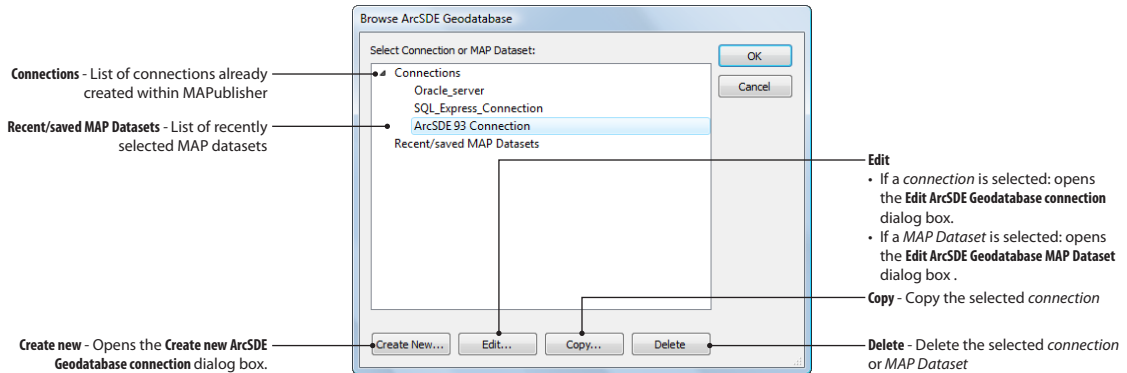 Browse ArcSDE Geodatabase
Select Connection or MAP Dataset:
OK
Cancel
Connections
Oracle_server
SQL_Express_Connection
ArcSDE 93 Connection
Recent/saved MAP Datasets
Create New...
Edit...
Copy...
Delete
Connections - List of connections already
created within MAPublisher
Recent/saved MAP Datasets - List of recently
selected MAP datasets
Create new - Opens the Create new ArcSDE
Geodatabase connection dialog box.
Edit
• If a connection is selected: opens
the Edit ArcSDE Geodatabase connection
dialog box.
• If a MAP Dataset is selected: opens
the Edit ArcSDE Geodatabase MAP Dataset
dialog box .
Copy - Copy the selected connection
Delete - Delete the selected connection
or MAP Dataset